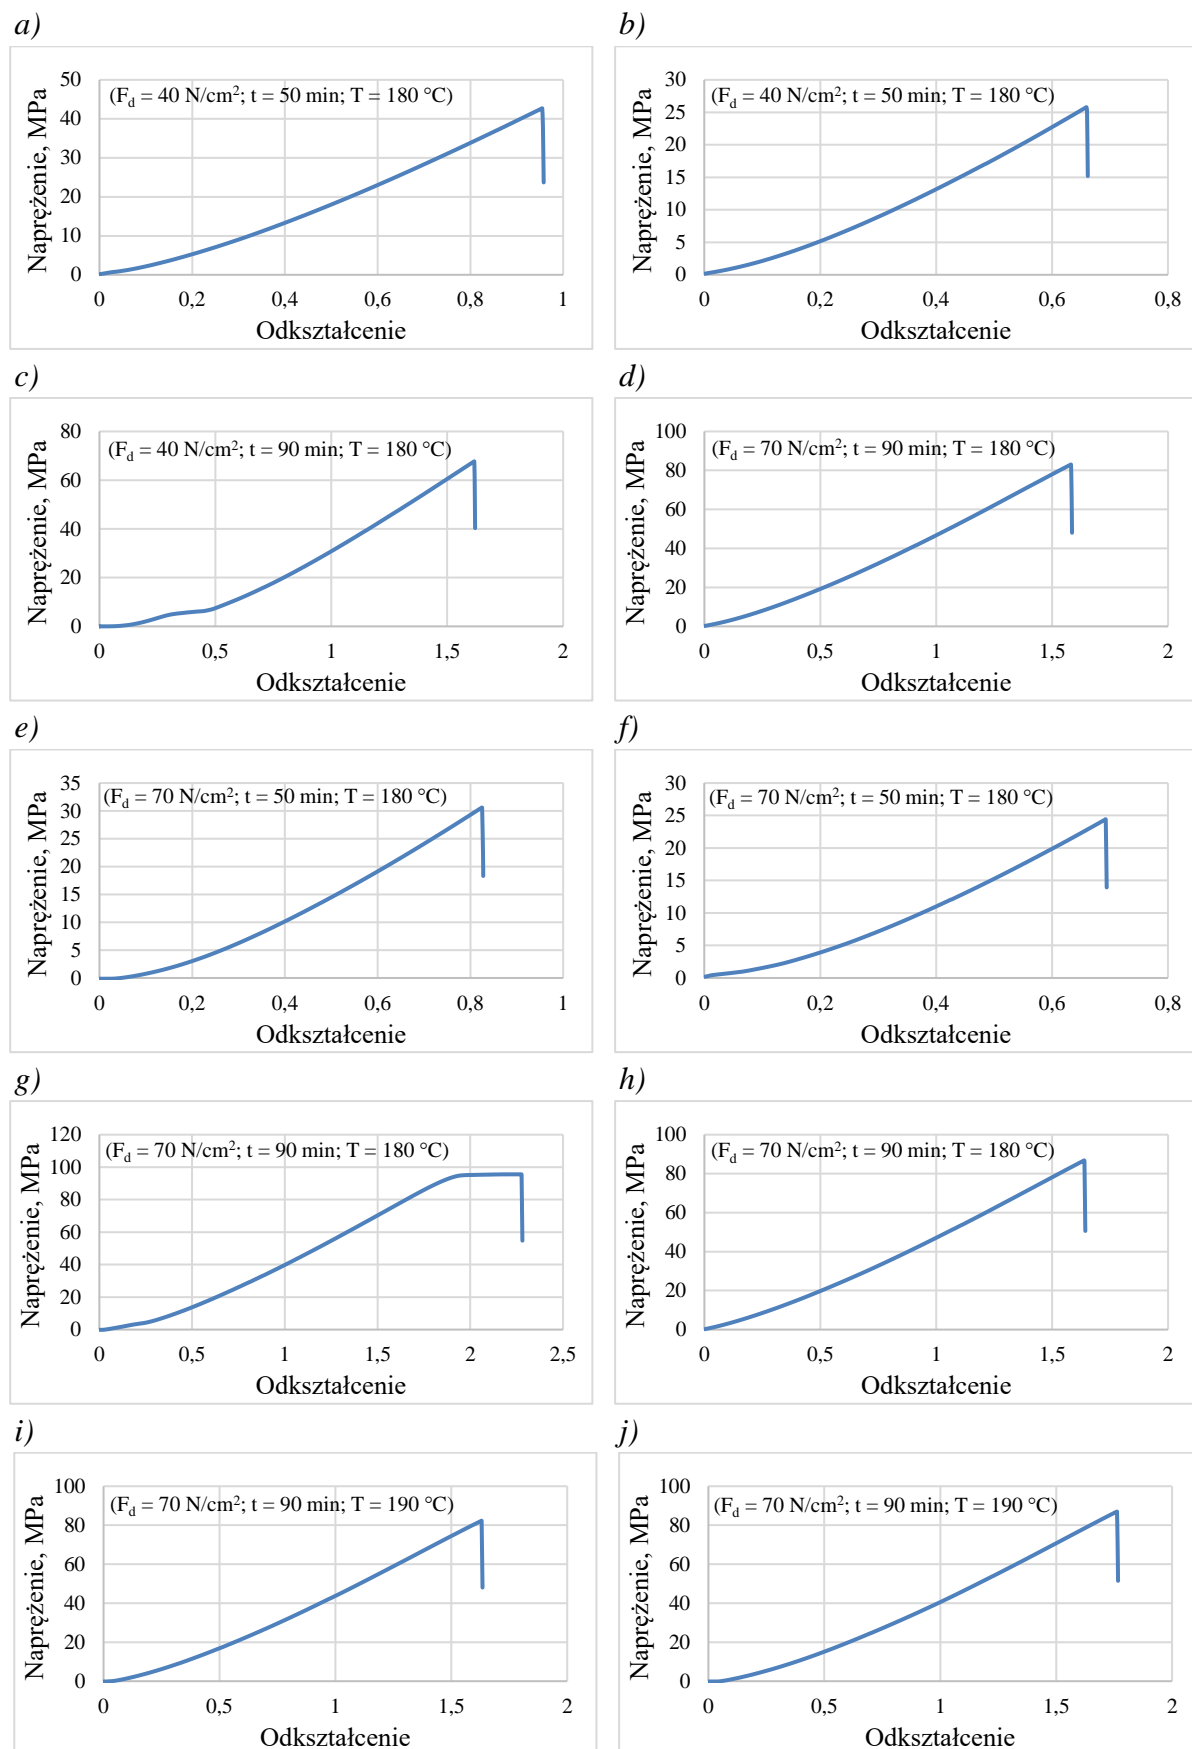 a)
(F_d = 40 N/cm²; t = 50 min; T = 180 °C)
Naprężenie, MPa
50
40
30
20
10
0
0 0,2 0,4 0,6 0,8 1
Odkształcenie
b)
(F_d = 40 N/cm²; t = 50 min; T = 180 °C)
Naprężenie, MPa
30
25
20
15
10
5
0
0 0,2 0,4 0,6 0,8
Odkształcenie
c)
(F_d = 40 N/cm²; t = 90 min; T = 180 °C)
Naprężenie, MPa
80
60
40
20
0
0 0,5 1 1,5 2
Odkształcenie
d)
(F_d = 70 N/cm²; t = 90 min; T = 180 °C)
Naprężenie, MPa
100
80
60
40
20
0
0 0,5 1 1,5 2
Odkształcenie
e)
(F_d = 70 N/cm²; t = 50 min; T = 180 °C)
Naprężenie, MPa
35
30
25
20
15
10
5
0
0 0,2 0,4 0,6 0,8 1
Odkształcenie
f)
(F_d = 70 N/cm²; t = 50 min; T = 180 °C)
Naprężenie, MPa
30
25
20
15
10
5
0
0 0,2 0,4 0,6 0,8
Odkształcenie
g)
(F_d = 70 N/cm²; t = 90 min; T = 180 °C)
Naprężenie, MPa
120
100
80
60
40
20
0
0 0,5 1 1,5 2 2,5
Odkształcenie
h)
(F_d = 70 N/cm²; t = 90 min; T = 180 °C)
Naprężenie, MPa
100
80
60
40
20
0
0 0,5 1 1,5 2
Odkształcenie
i)
(F_d = 70 N/cm²; t = 90 min; T = 190 °C)
Naprężenie, MPa
100
80
60
40
20
0
0 0,5 1 1,5 2
Odkształcenie
j)
(F_d = 70 N/cm²; t = 90 min; T = 190 °C)
Naprężenie, MPa
100
80
60
40
20
0
0 0,5 1 1,5 2
Odkształcenie